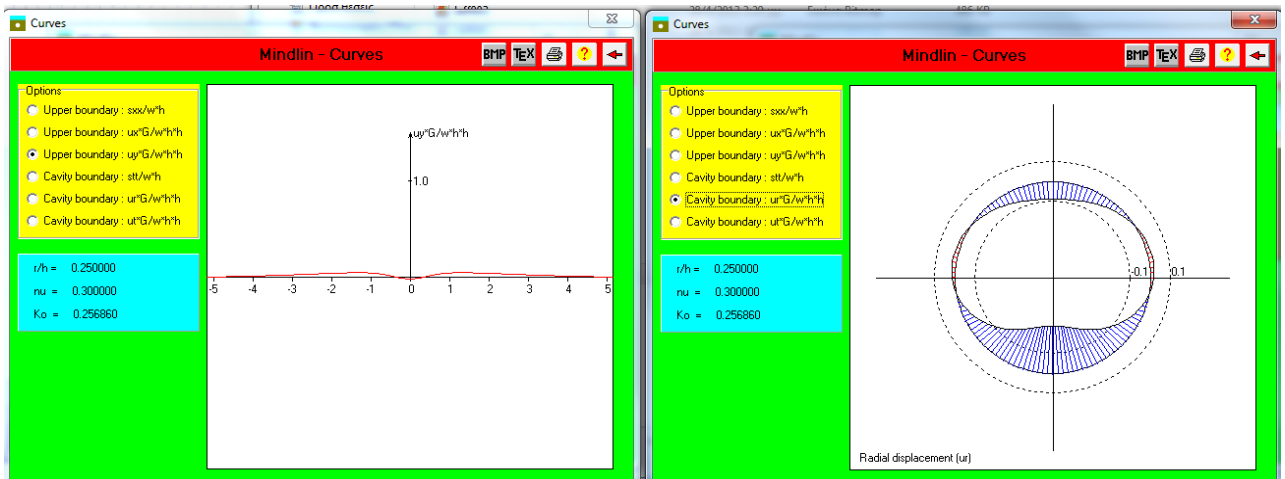 Curves
Mindlin - Curves
BMP TEX ?
Options
Upper boundary : sxx/w*h
Upper boundary : ux*G/w*h*h
Upper boundary : uy*G/w*h*h
Cavity boundary : stt/w*h
Cavity boundary : ur*G/w*h*h
Cavity boundary : ut*G/w*h*h
r/h = 0.250000
nu = 0.300000
Ko = 0.256860
uy*G/w*h*h
1.0
-5 -4 -3 -2 -1 0 1 2 3 4 5
Curves
Mindlin - Curves
BMP TEX ?
Options
Upper boundary : sxx/w*h
Upper boundary : ux*G/w*h*h
Upper boundary : uy*G/w*h*h
Cavity boundary : stt/w*h
Cavity boundary : ur*G/w*h*h
Cavity boundary : ut*G/w*h*h
r/h = 0.250000
nu = 0.300000
Ko = 0.256860
-0.1 0.1
Radial displacement (ur)